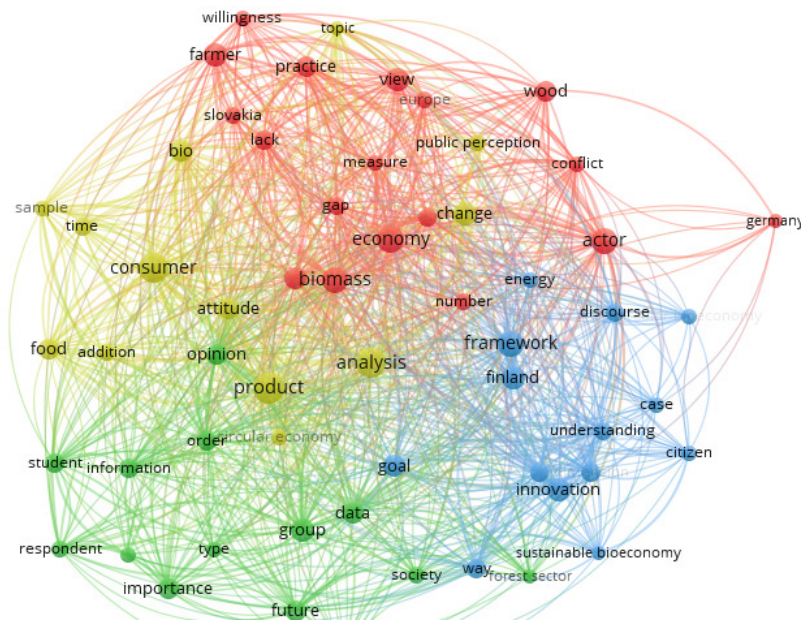 willingness
topic
farmer
practice
view
wood
europe
slovakia
lack
public perception
bio
measure
conflict
sample
gap
change
time
germany
economy
actor
consumer
biomass
energy
attitude
number
discourse
economy
food
addition
opinion
analysis
framework
finland
product
case
order
circular economy
understanding
student
information
goal
citizen
innovation
data
group
respondent
type
sustainable bioeconomy
importance
society
way
forest sector
future